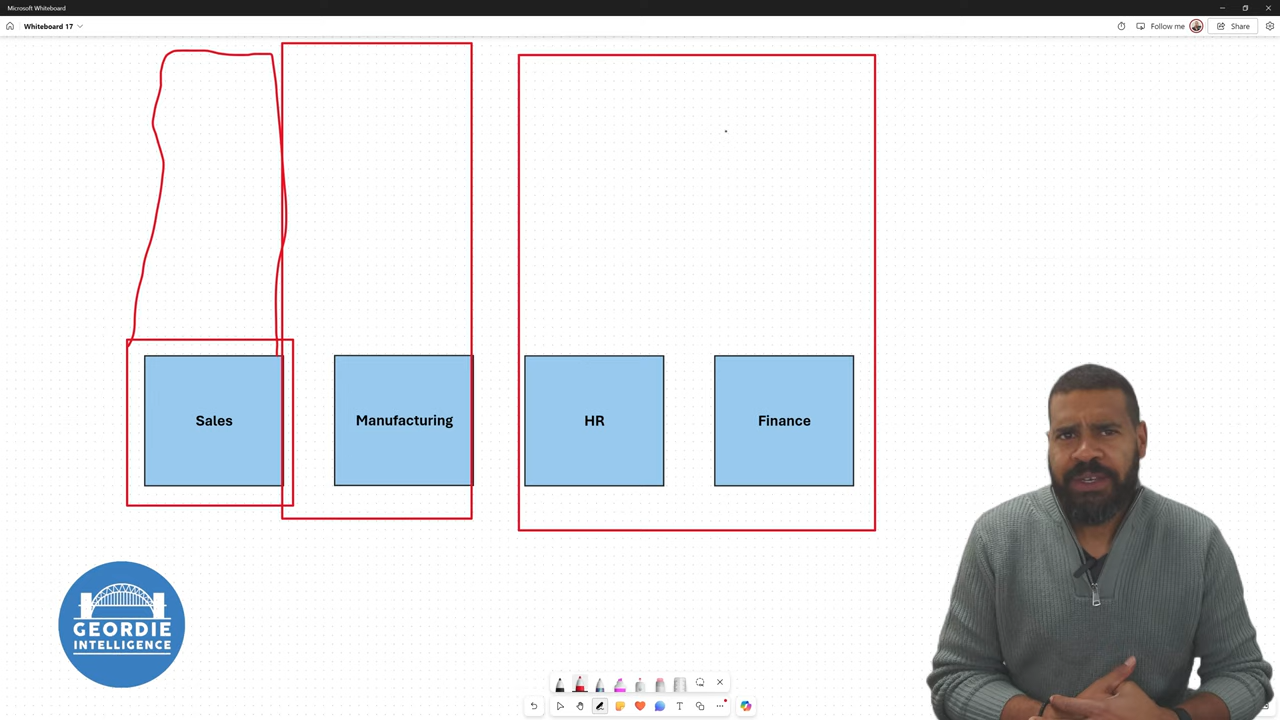 Microsoft Whiteboard
Whiteboard 17
Follow me
Share
Sales
Manufacturing
HR
Finance
GEORDIE
INTELLIGENCE